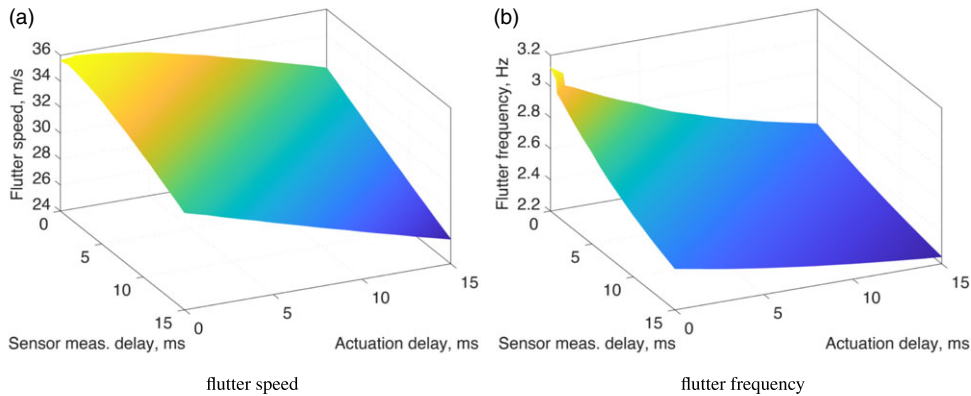 (a)
36
34
32
30
28
26
24
Flutter speed, m/s
0
5
10
15
Sensor meas. delay, ms
0
5
10
15
Actuation delay, ms
flutter speed
(b)
3.2
3
2.8
2.6
2.4
2.2
Flutter frequency, Hz
0
5
10
15
Sensor meas. delay, ms
0
5
10
15
Actuation delay, ms
flutter frequency